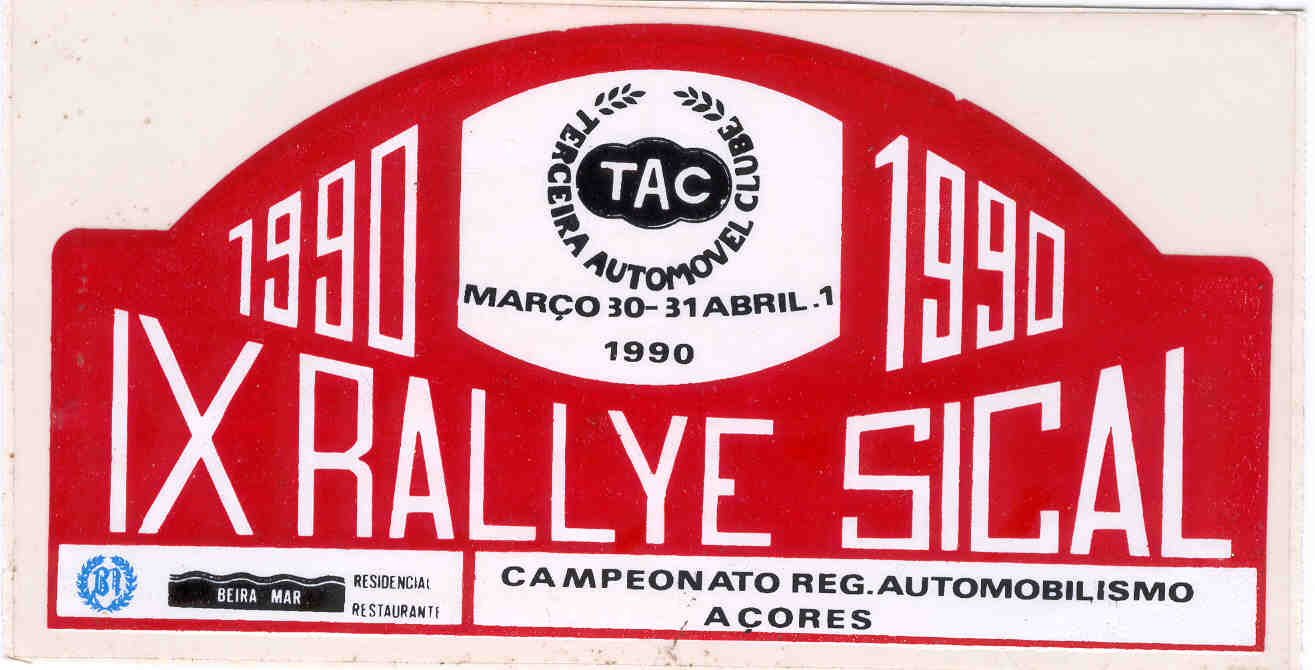 1990
TERCEIRA AUTOMOVEL CLUBE
TAC
MARÇO 30-31 ABRIL.1
1990
1990
IX RALLYE SICAL
BEIRA MAR
RESIDENCIAL
RESTAURANTE
CAMPEONATO REG. AUTOMOBILISMO
AÇORES